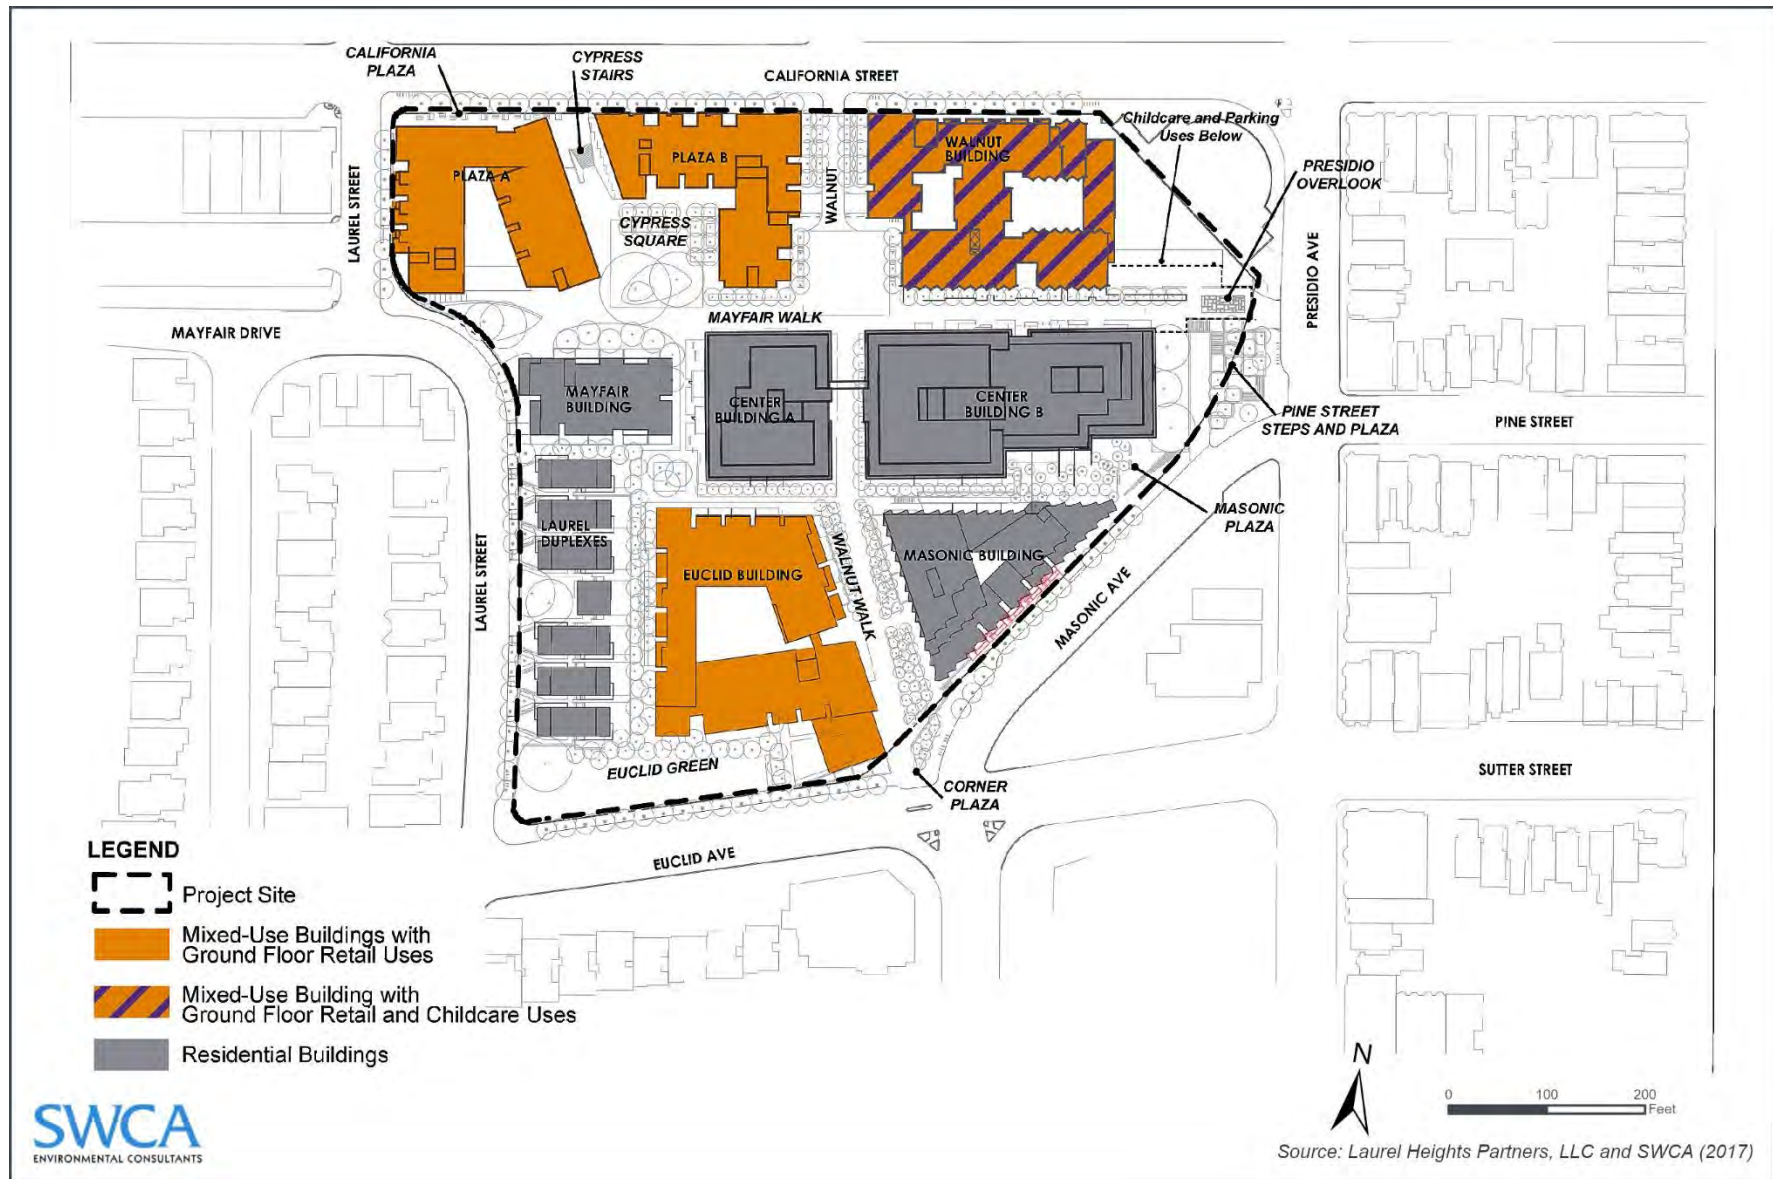 CALIFORNIA
PLAZA
CYPRESS
STAIRS
CALIFORNIA STREET
Childcare and Parking
Uses Below
WALNUT
BUILDING
PRESIDIO
OVERLOOK
PLAZA B
PLAZA A
LAUREL STREET
WALNUT
CYPRESS
SQUARE
PRESIDIO AVE
MAYFAIR DRIVE
MAYFAIR WALK
MAYFAIR
BUILDING
CENTER
BUILDING A
CENTER
BUILDING B
PINE STREET
STEPS AND PLAZA
PINE STREET
MASONIC
PLAZA
LAUREL
DUPLEXES
LAUREL STREET
EUCLID BUILDING
WALNUT WALK
MASONIC BUILDING
MASONIC AVE
EUCLID GREEN
SUTTER STREET
CORNER
PLAZA
EUCLID AVE
LEGEND
Project Site
Mixed-Use Buildings with
Ground Floor Retail Uses
Mixed-Use Building with
Ground Floor Retail and Childcare Uses
Residential Buildings
N
0 100 200
Feet
SWCA
ENVIRONMENTAL CONSULTANTS
Source: Laurel Heights Partners, LLC and SWCA (2017)